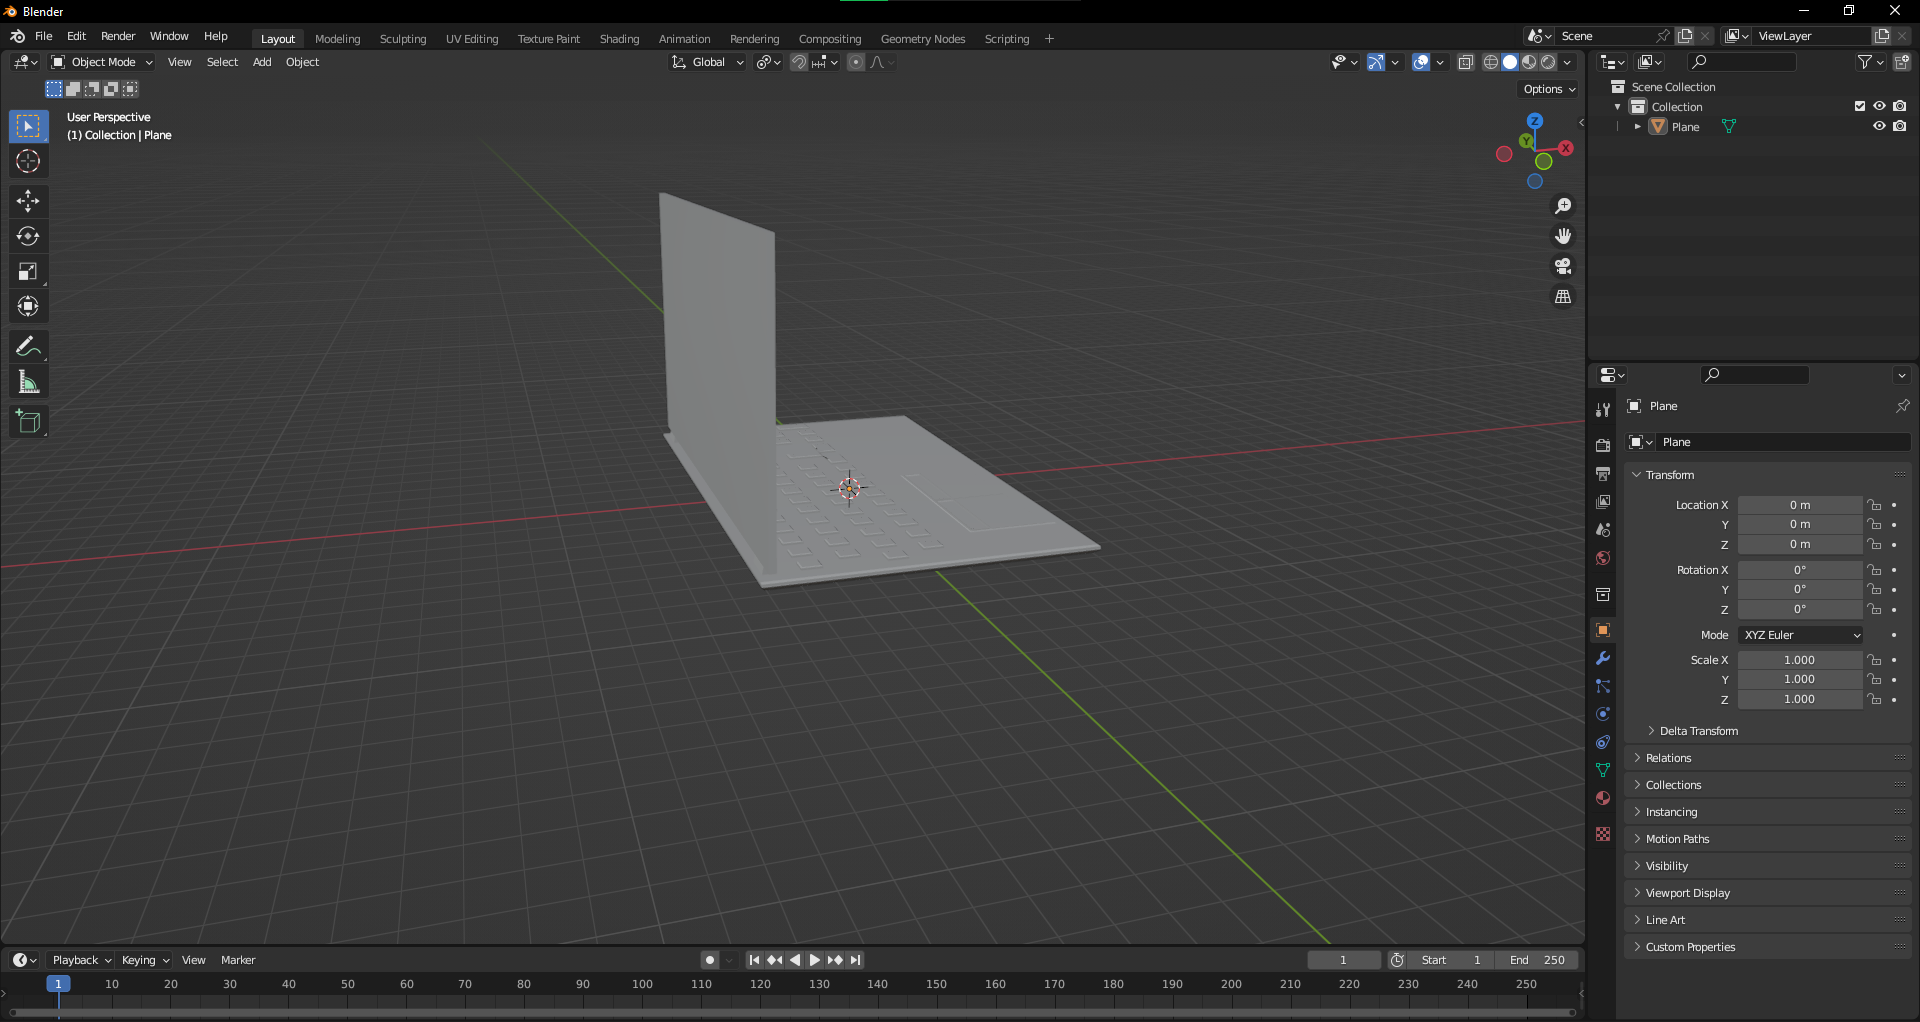 Blender
File Edit Render Window Help
Layout Modeling Sculpting UV Editing Texture Paint Shading Animation Rendering Compositing Geometry Nodes Scripting +
Scene
ViewLayer
Object Mode View Select Add Object
Global
Options
User Perspective
(1) Collection | Plane
Z
Y
X
Scene Collection
Collection
Plane
Plane
Plane
Transform
Location X 0 m
Y 0 m
Z 0 m
Rotation X 0°
Y 0°
Z 0°
Mode XYZ Euler
Scale X 1.000
Y 1.000
Z 1.000
Delta Transform
Relations
Collections
Instancing
Motion Paths
Visibility
Viewport Display
Line Art
Custom Properties
Playback Keying View Marker
1
Start 1 End 250
1 10 20 30 40 50 60 70 80 90 100 110 120 130 140 150 160 170 180 190 200 210 220 230 240 250